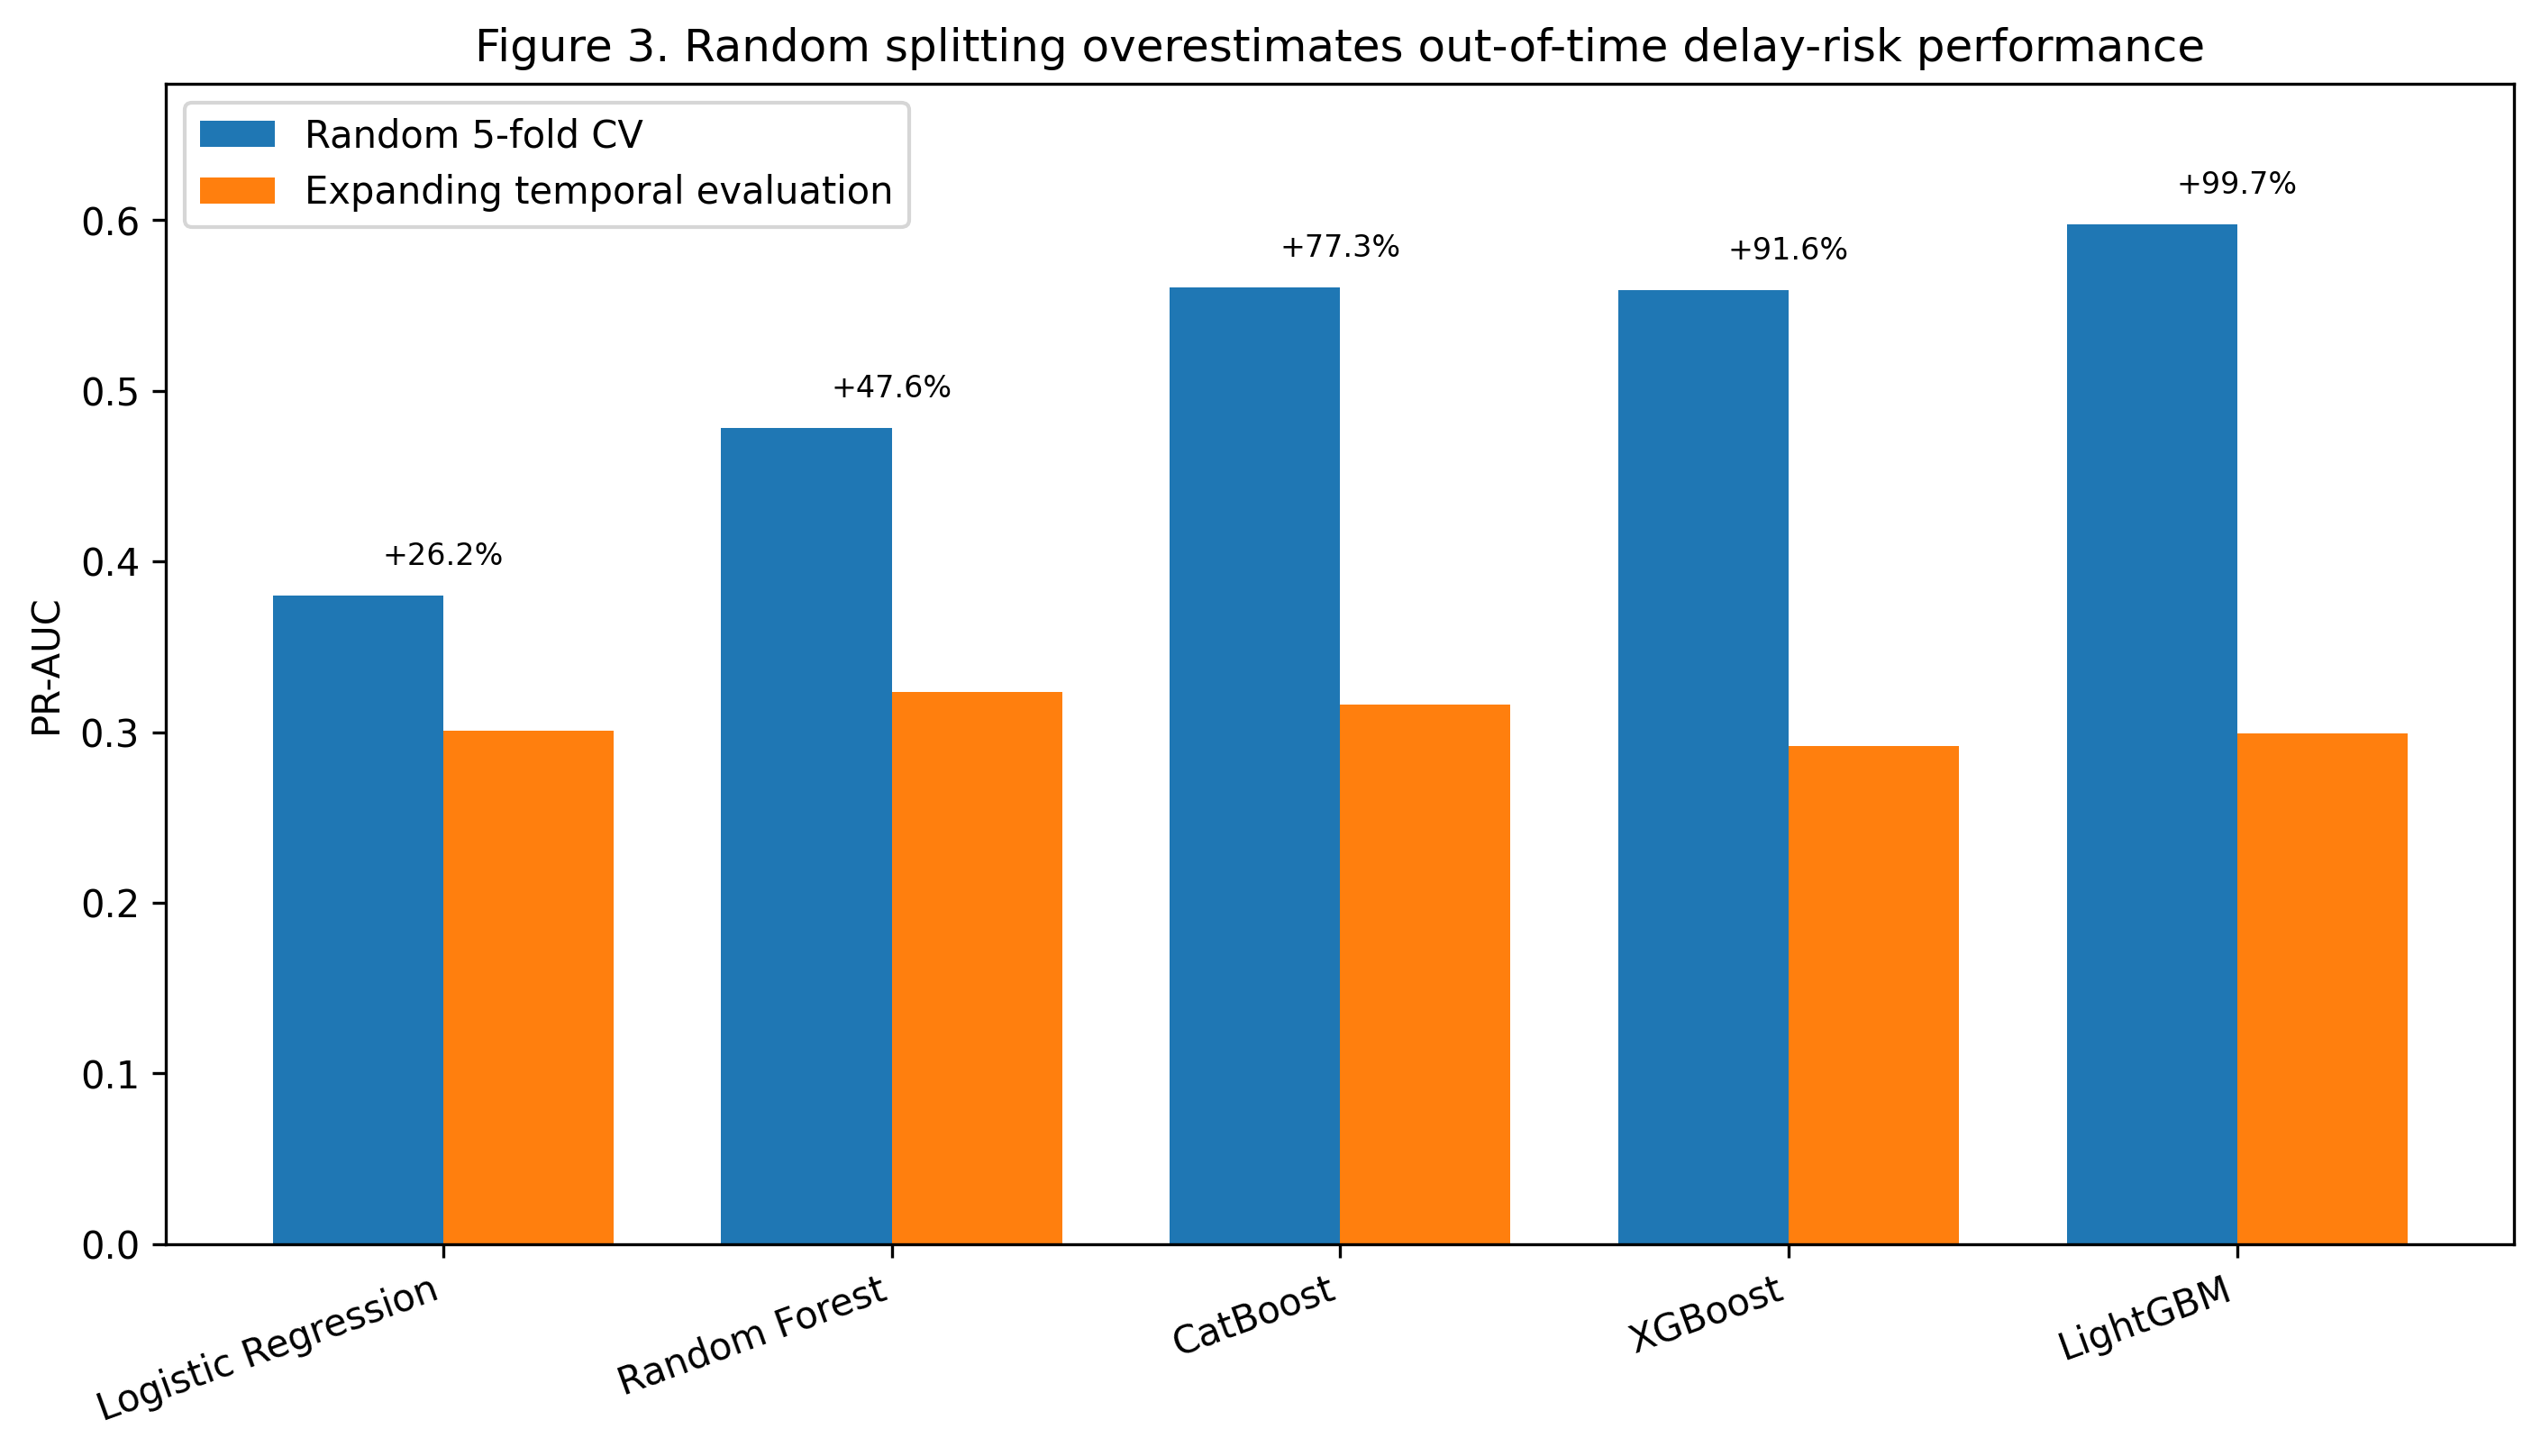 Figure 3. Random splitting overestimates out-of-time delay-risk performance
Random 5-fold CV
Expanding temporal evaluation
+99.7%
+77.3%
+91.6%
+47.6%
+26.2%
PR-AUC
0.6
0.5
0.4
0.3
0.2
0.1
0.0
Logistic Regression
Random Forest
CatBoost
XGBoost
LightGBM